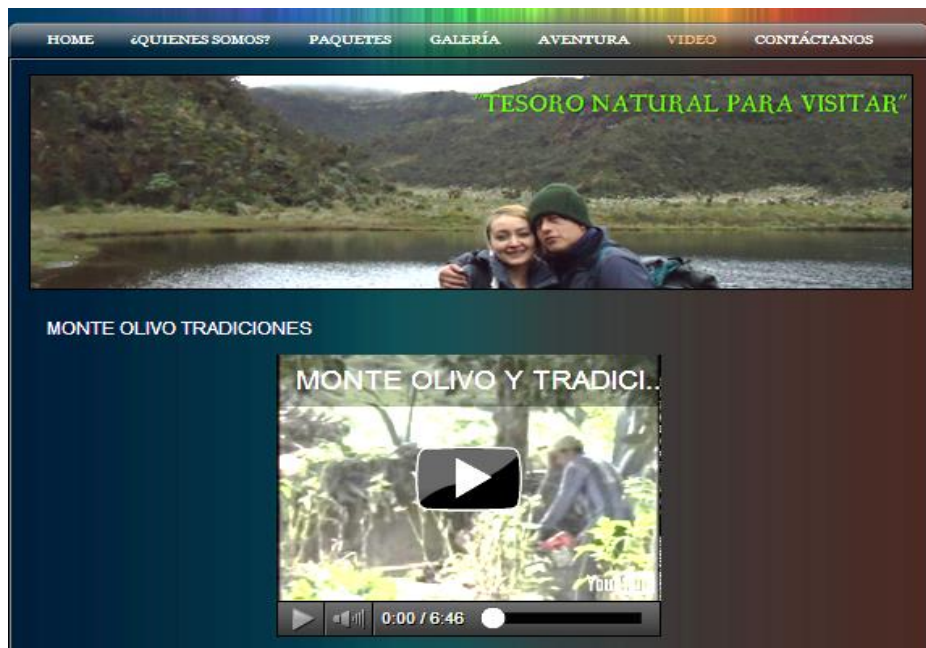 HOME ¿QUIENES SOMOS? PAQUETES GALERÍA AVENTURA VIDEO CONTÁCTANOS
"TESORO NATURAL PARA VISITAR"
MONTE OLIVO TRADICIONES
MONTE OLIVO Y TRADICI..
YouTube
0:00 / 6:46